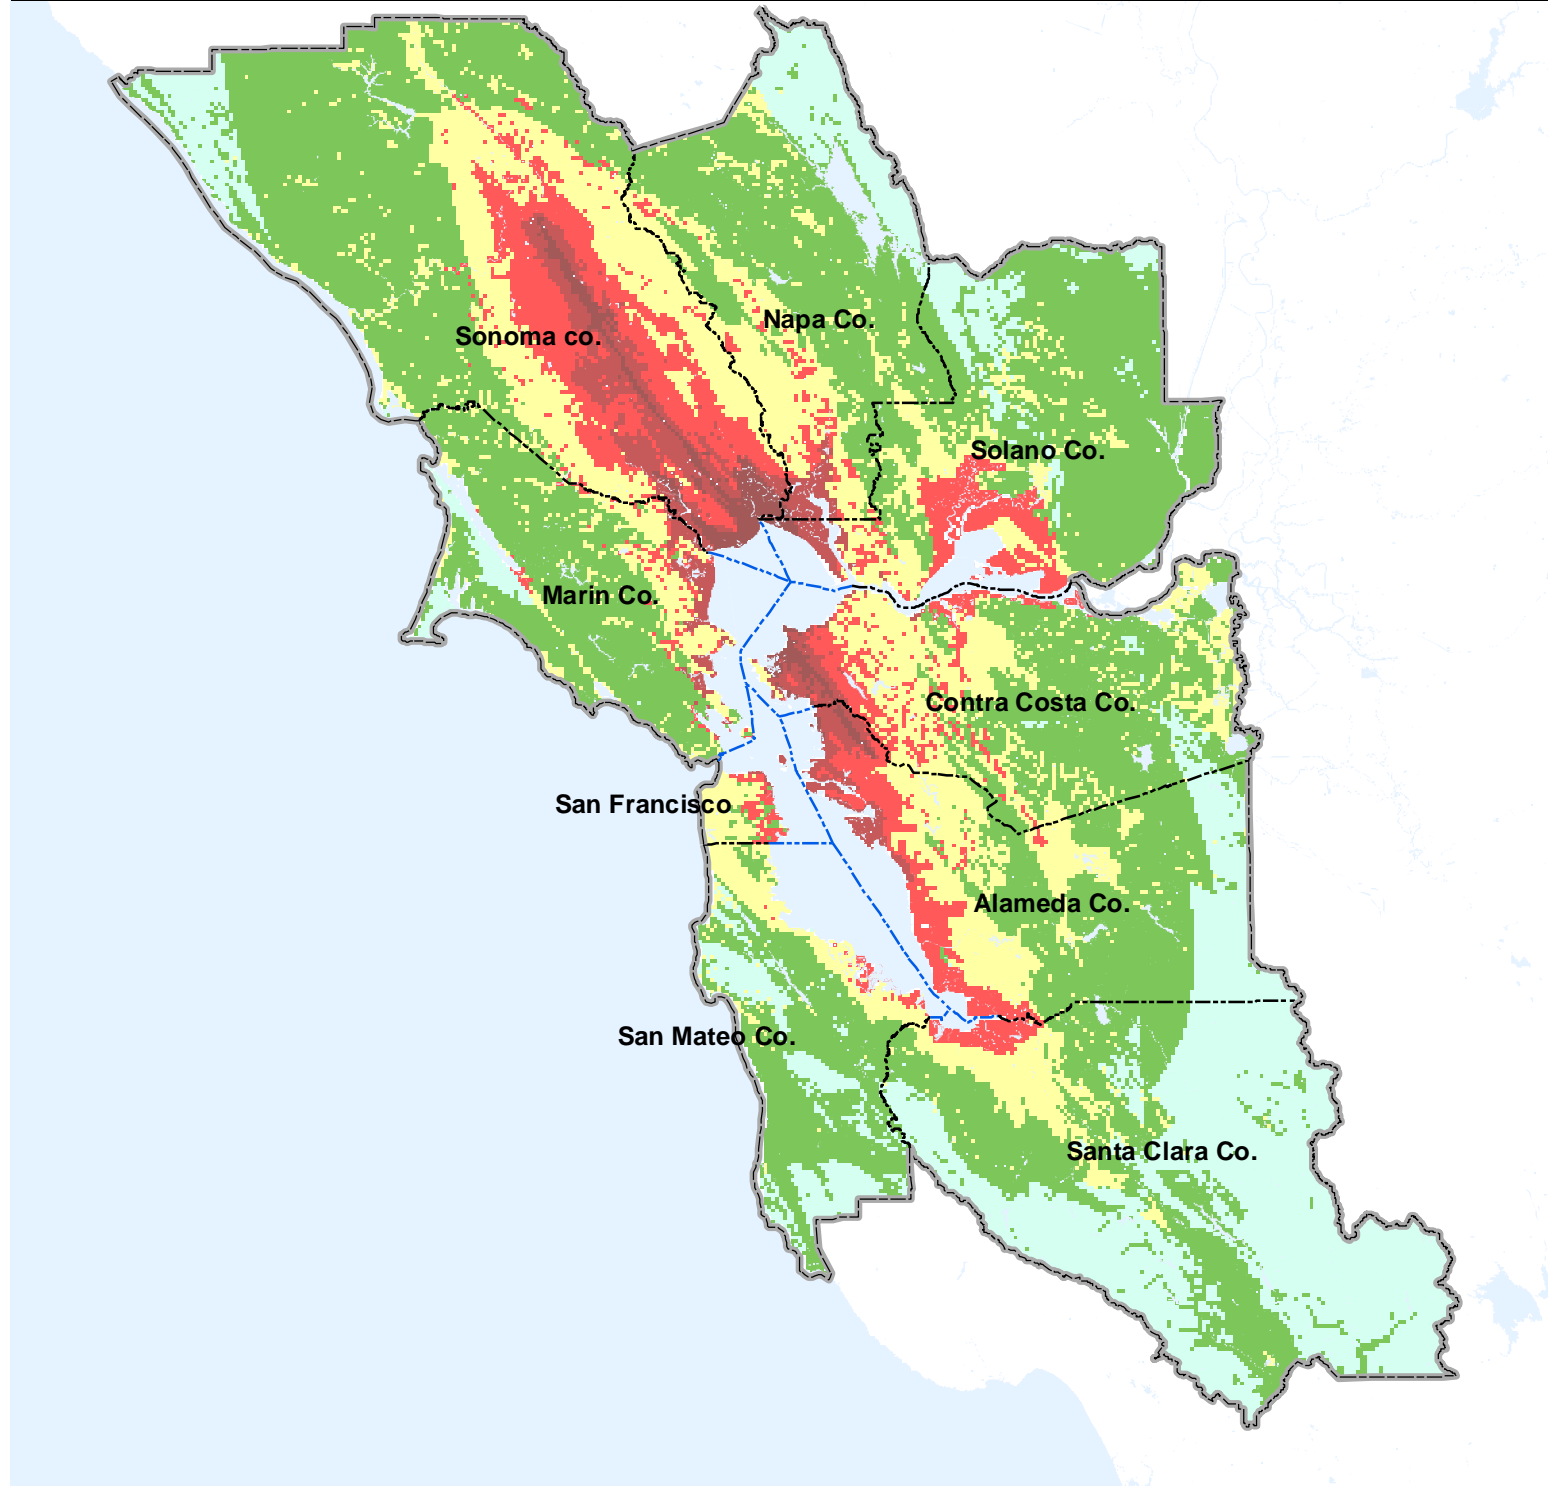 Napa Co.
Sonoma co.
Solano Co.
Marin Co.
Contra Costa Co.
San Francisco
Alameda Co.
San Mateo Co.
Santa Clara Co.